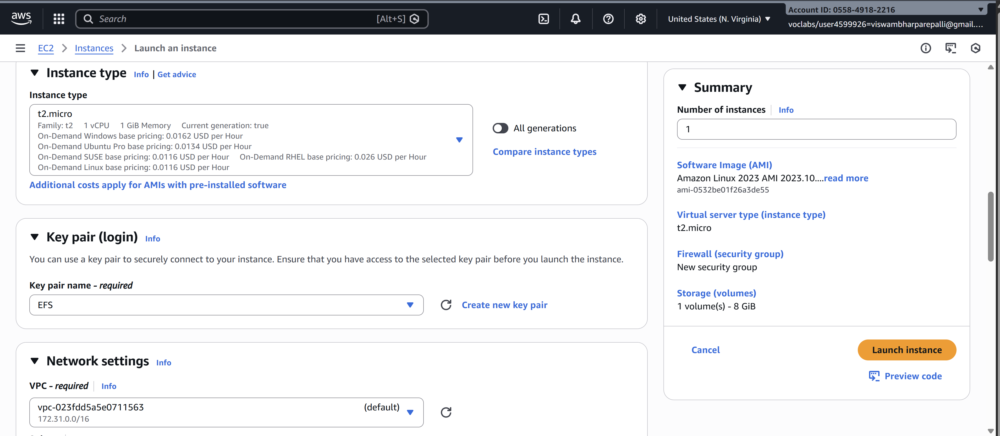 aws
Search [Alt+S]
United States (N. Virginia)
Account ID: 0558-4918-2216
voclabs/user4599926=viswambharparepalli@gmail....
EC2 Instances Launch an instance
Instance type Info | Get advice
Instance type
t2.micro
Family: t2 1 vCPU 1 GiB Memory Current generation: true
On-Demand Windows base pricing: 0.0162 USD per Hour
On-Demand Ubuntu Pro base pricing: 0.0134 USD per Hour
On-Demand SUSE base pricing: 0.0116 USD per Hour On-Demand RHEL base pricing: 0.026 USD per Hour
On-Demand Linux base pricing: 0.0116 USD per Hour
All generations
Compare instance types
Additional costs apply for AMIs with pre-installed software
Key pair (login) Info
You can use a key pair to securely connect to your instance. Ensure that you have access to the selected key pair before you launch the instance.
Key pair name - required
EFS
Create new key pair
Network settings Info
VPC - required Info
vpc-023fdd5a5e0711563 (default)
172.31.0.0/16
Summary
Number of instances Info
1
Software Image (AMI)
Amazon Linux 2023 AMI 2023.10....read more
ami-0532be01f26a3de55
Virtual server type (instance type)
t2.micro
Firewall (security group)
New security group
Storage (volumes)
1 volume(s) - 8 GiB
Cancel
Launch instance
Preview code